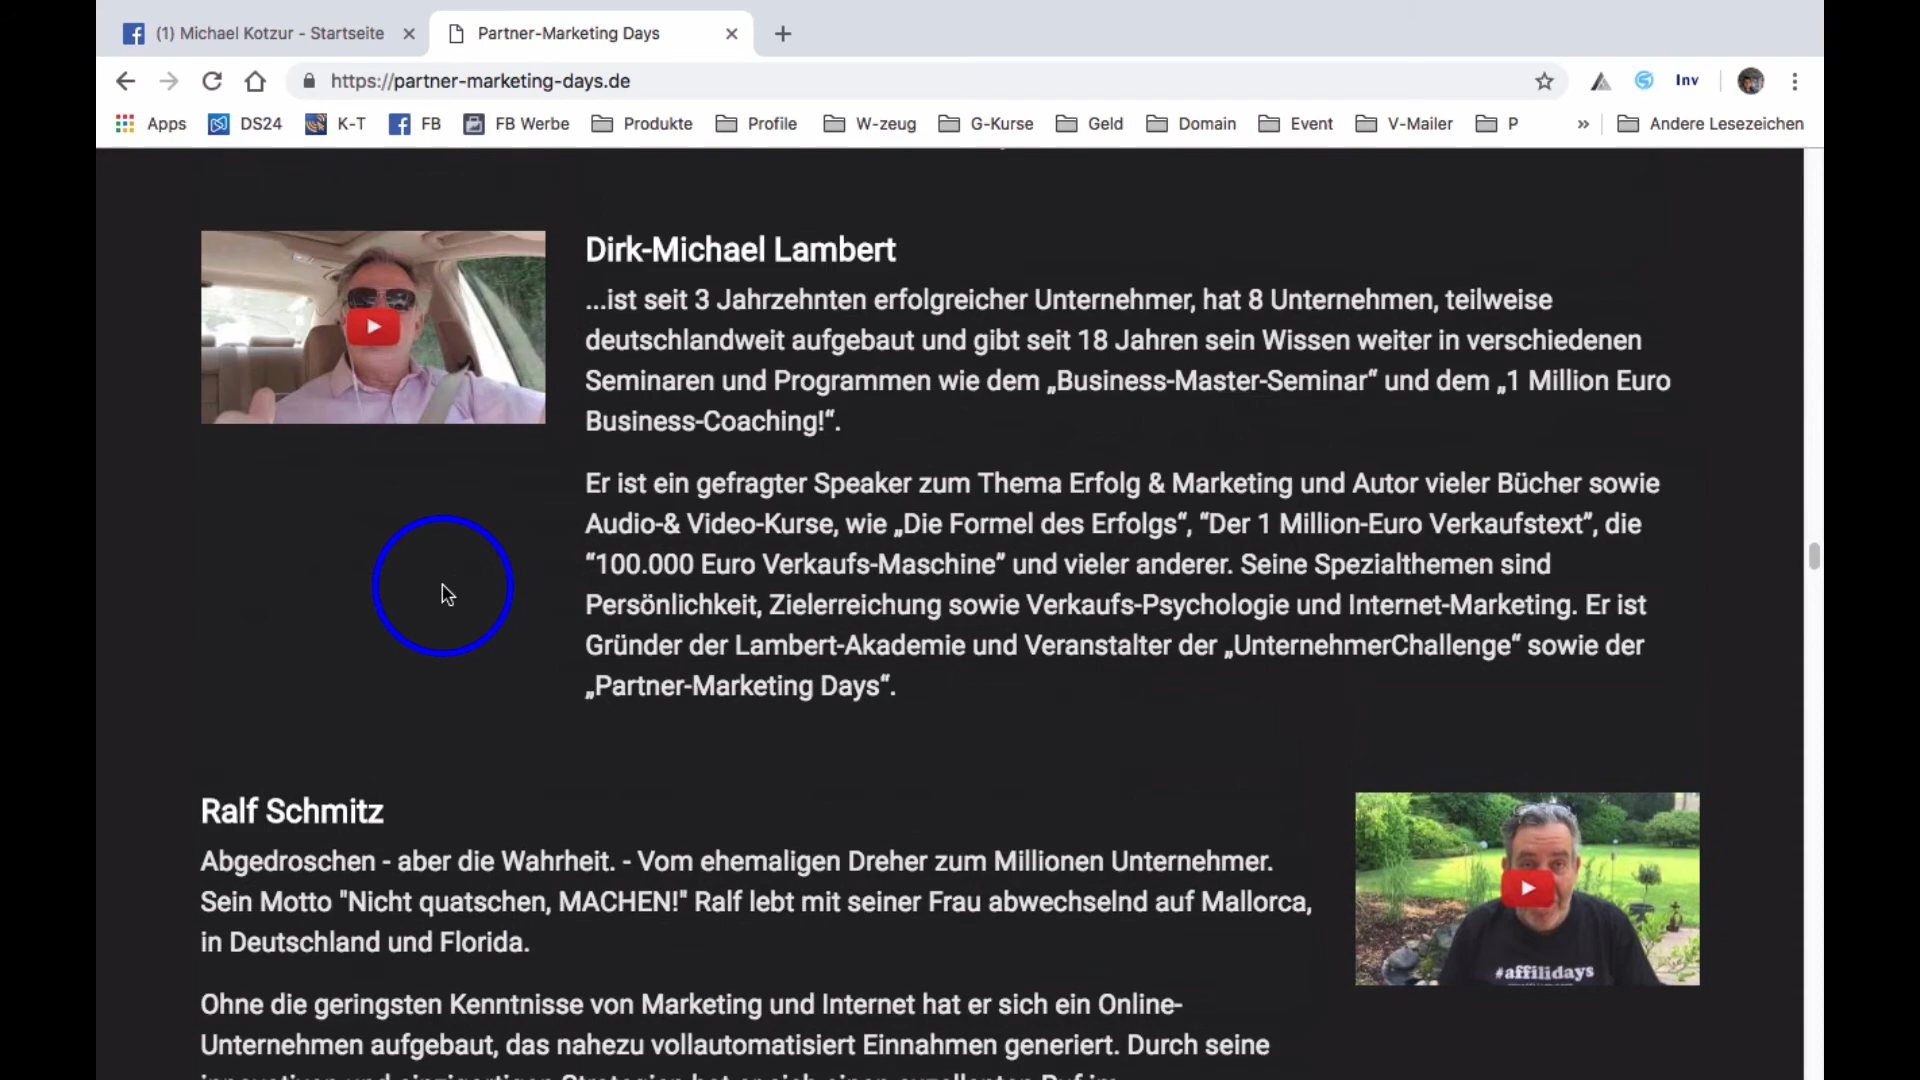 (1) Michael Kotzur - Startseite
Partner-Marketing Days
https://partner-marketing-days.de
Inv
Apps DS24 K-T FB FB Werbe Produkte Profile W-zeug G-Kurse Geld Domain Event V-Mailer P » Andere Lesezeichen
Dirk-Michael Lambert
...ist seit 3 Jahrzehnten erfolgreicher Unternehmer, hat 8 Unternehmen, teilweise
deutschlandweit aufgebaut und gibt seit 18 Jahren sein Wissen weiter in verschiedenen
Seminaren und Programmen wie dem „Business-Master-Seminar“ und dem „1 Million Euro
Business-Coaching!“.
Er ist ein gefragter Speaker zum Thema Erfolg & Marketing und Autor vieler Bücher sowie
Audio-& Video-Kurse, wie „Die Formel des Erfolgs“, “Der 1 Million-Euro Verkaufstext”, die
“100.000 Euro Verkaufs-Maschine” und vieler anderer. Seine Spezialthemen sind
Persönlichkeit, Zielerreichung sowie Verkaufs-Psychologie und Internet-Marketing. Er ist
Gründer der Lambert-Akademie und Veranstalter der „UnternehmerChallenge“ sowie der
„Partner-Marketing Days“.
Ralf Schmitz
Abgedroschen - aber die Wahrheit. - Vom ehemaligen Dreher zum Millionen Unternehmer.
Sein Motto "Nicht quatschen, MACHEN!" Ralf lebt mit seiner Frau abwechselnd auf Mallorca,
in Deutschland und Florida.
#affilidays
Ohne die geringsten Kenntnisse von Marketing und Internet hat er sich ein Online-
Unternehmen aufgebaut, das nahezu vollautomatisiert Einnahmen generiert. Durch seine